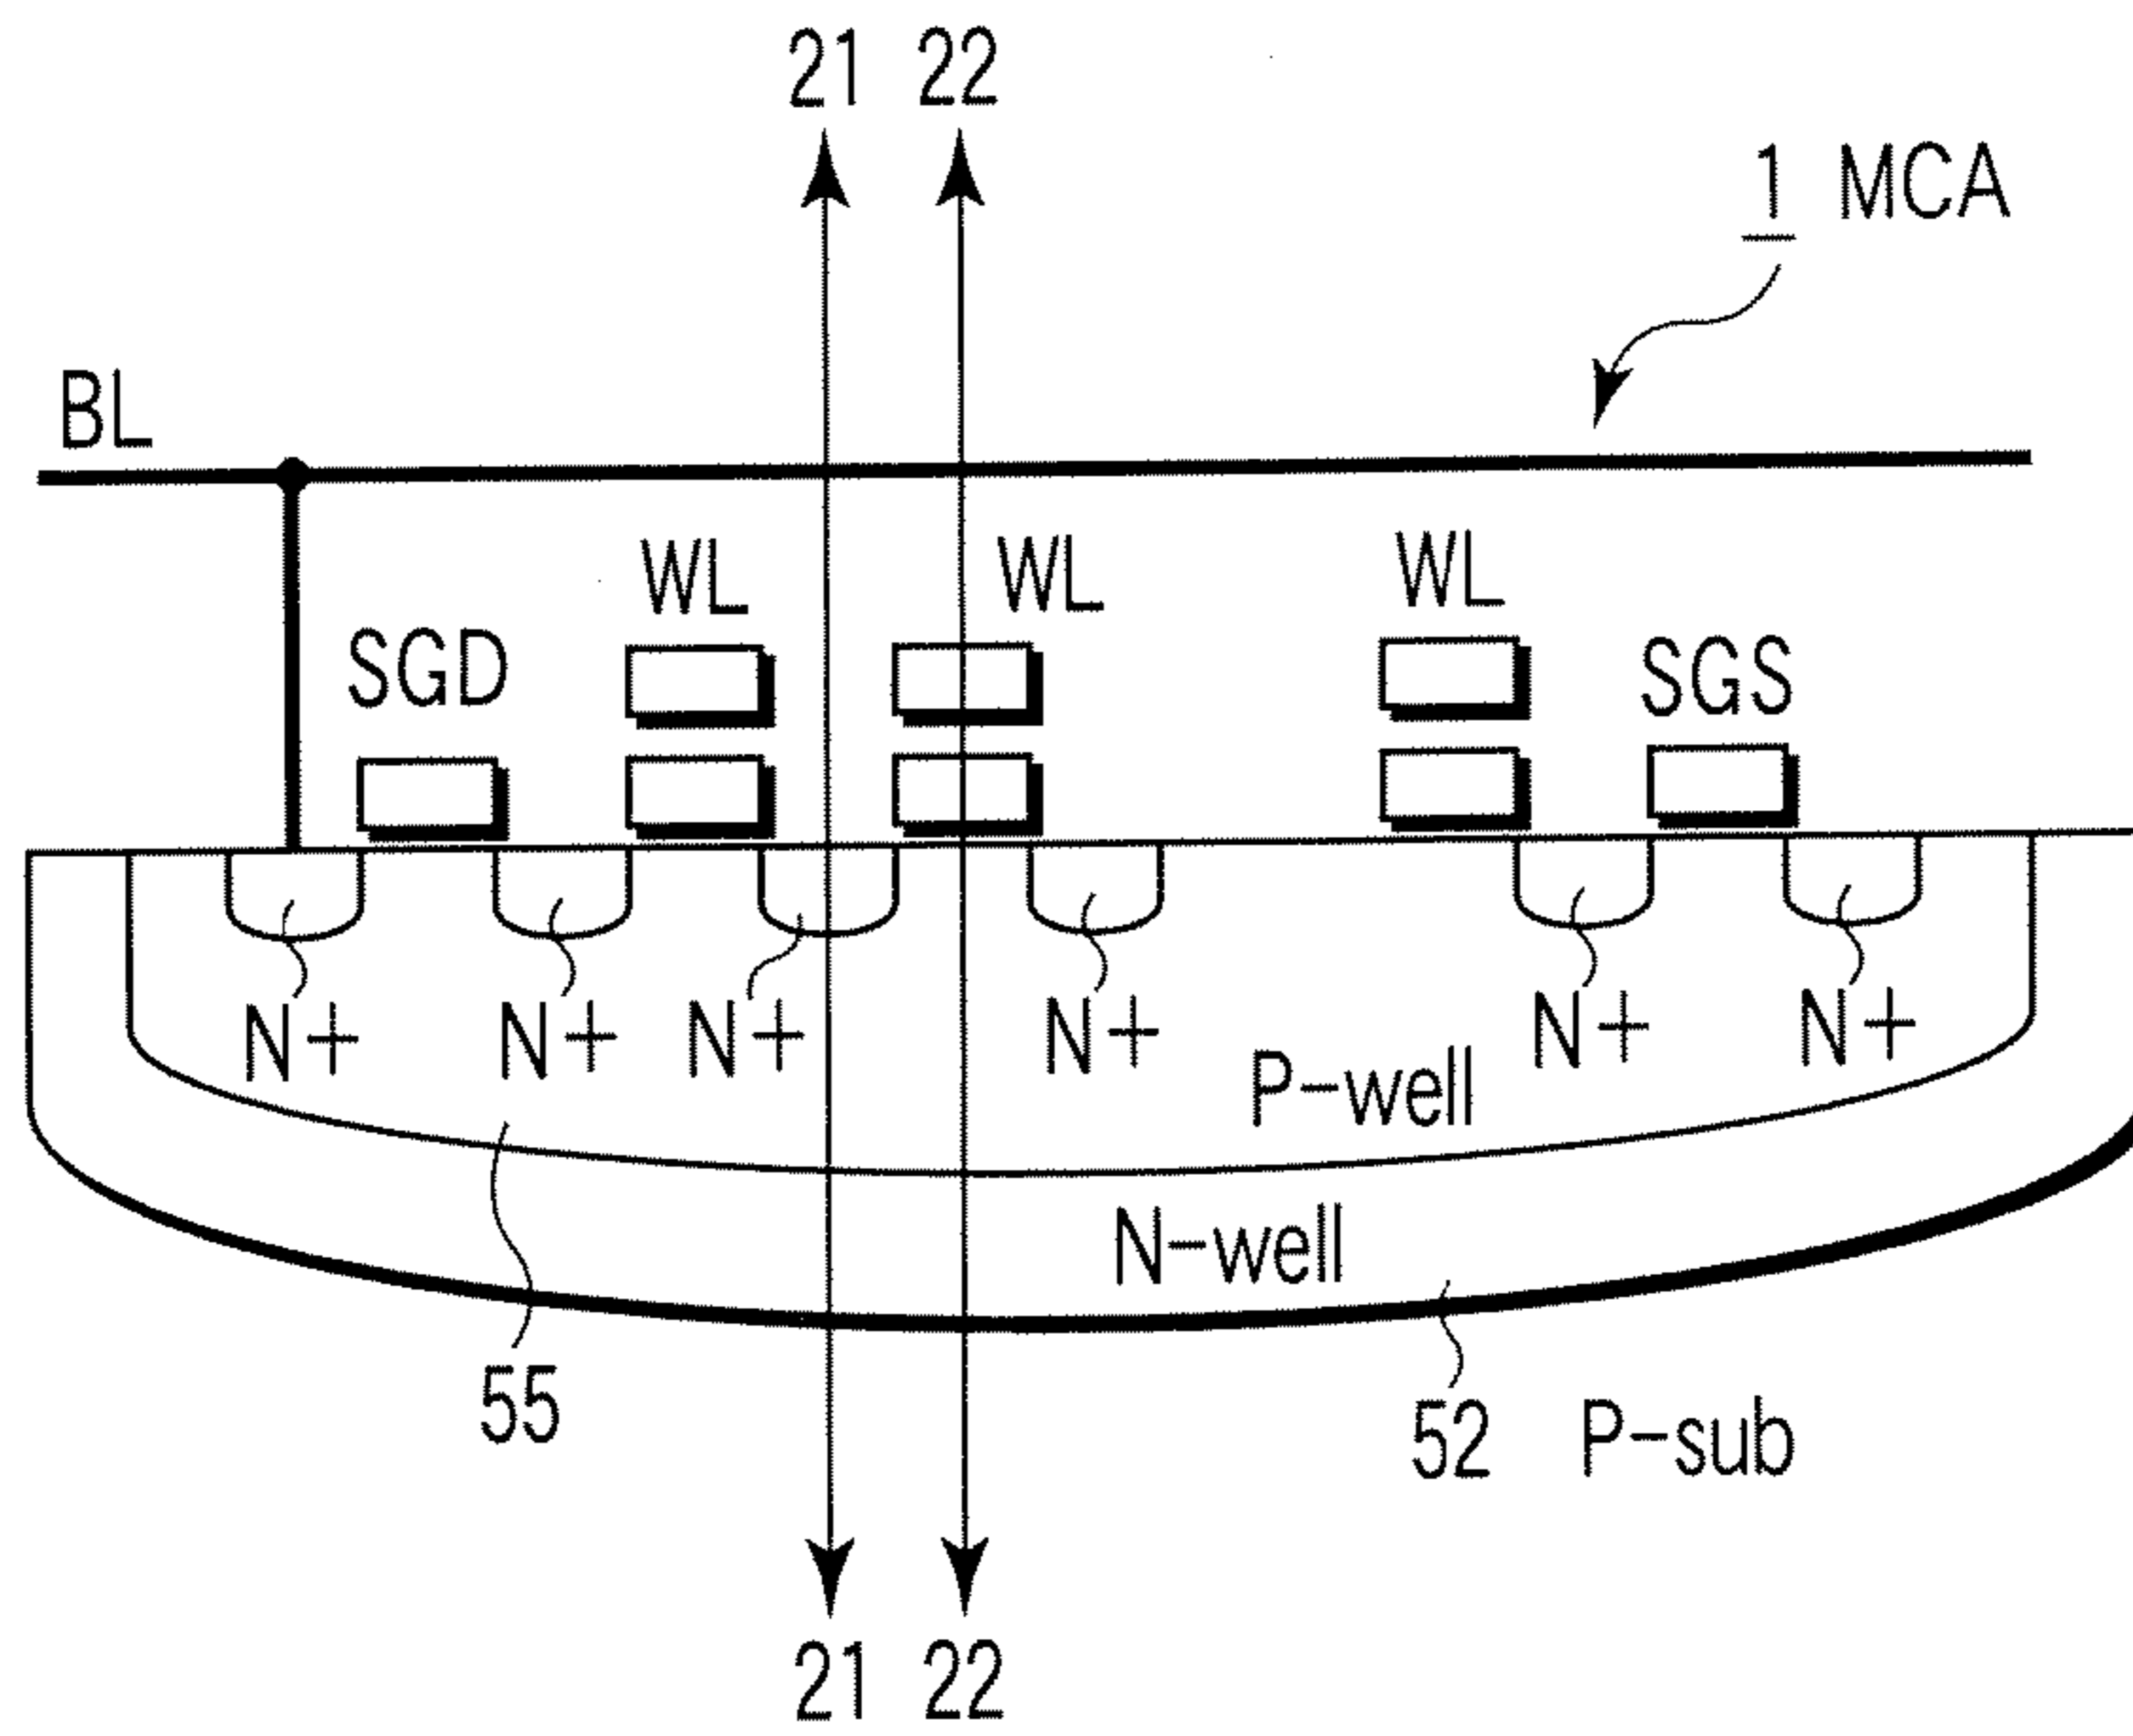 21 22
1 MCA
BL
WL WL WL
SGD SGS
N+ N+ N+ N+ N+ N+
P-well
N-well
55 52 P-sub
21 22